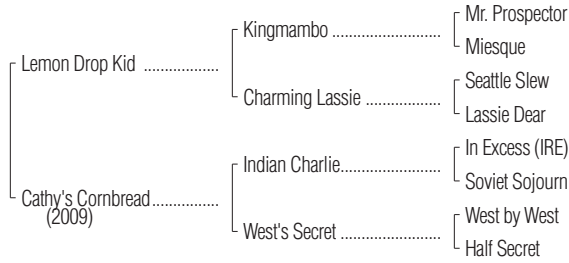 Mr. Prospector
Kingmambo ..........................
Miesque
Lemon Drop Kid ..................
Seattle Slew
Charming Lassie ..................
Lassie Dear
In Excess (IRE)
Indian Charlie........................
Soviet Sojourn
Cathy's Cornbread................
(2009)
West by West
West's Secret ........................
Half Secret